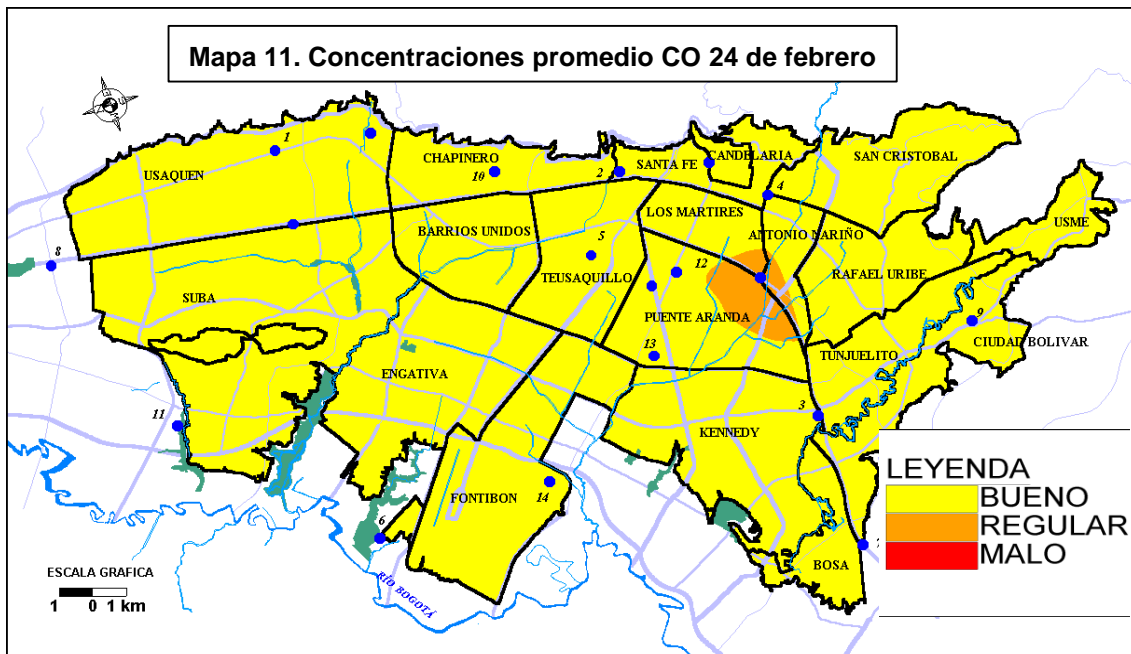 Mapa 11. Concentraciones promedio CO 24 de febrero
1
USAQUEN
CHAPINERO
10
2
SANTA FE
CANDELARIA
SAN CRISTOBAL
4
USME
LOS MARTIRES
BARRIOS UNIDOS
ANTONIO NARIÑO
5
8
12
TEUSAQUILLO
RAFAEL URIBE
SUBA
PUENTE ARANDA
9
CIUDAD BOLIVAR
13
TUNJUELITO
ENGATIVA
3
11
KENNEDY
FONTIBON
14
6
BOSA
RÍO BOGOTÁ
ESCALA GRAFICA
1 0 1 km
LEYENDA
BUENO
REGULAR
MALO